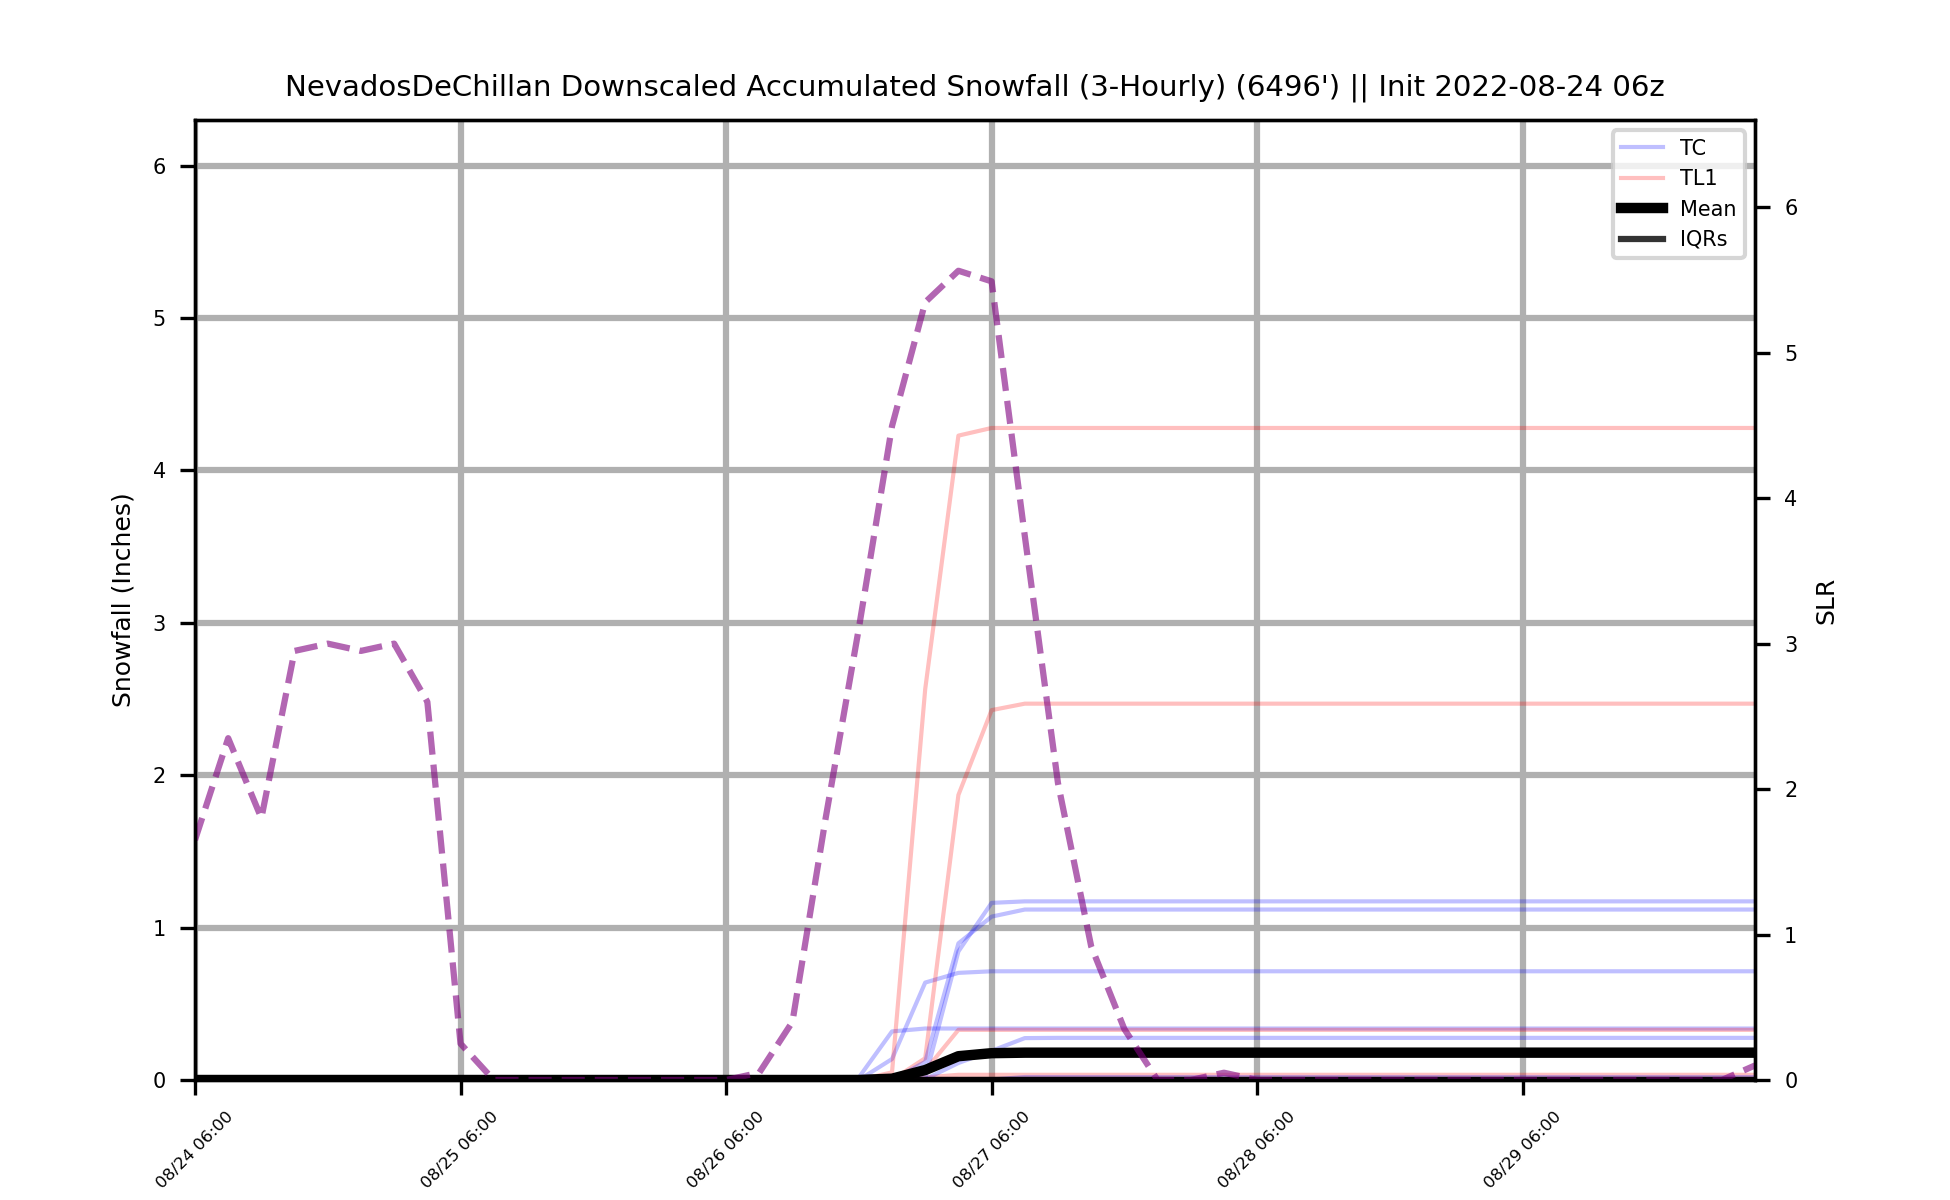 NevadosDeChillan Downscaled Accumulated Snowfall (3-Hourly) (6496') || Init 2022-08-24 06z
TC
TL1
Mean
IQRs
Snowfall (Inches)
6
5
4
3
2
1
0
SLR
6
5
4
3
2
1
0
08/24 06:00
08/25 06:00
08/26 06:00
08/27 06:00
08/28 06:00
08/29 06:00